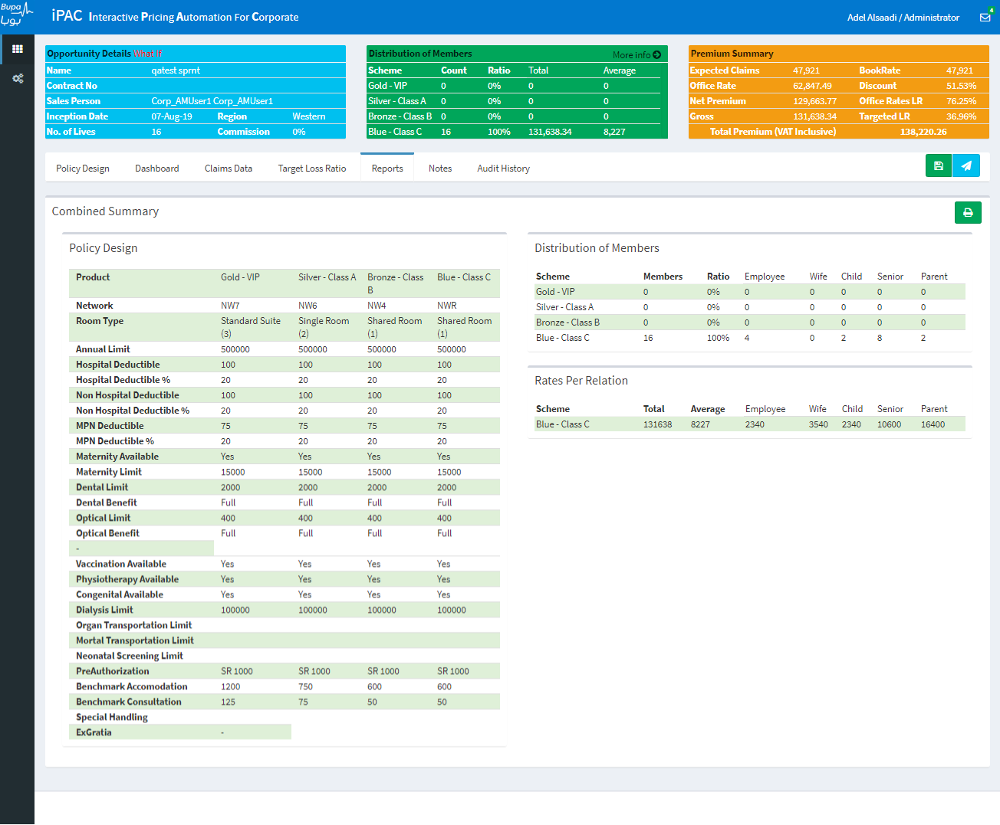 Bupa
بوبا
iPAC Interactive Pricing Automation For Corporate
Adel Alsaadi / Administrator
4
Opportunity Details What If
Name qatest sprnt
Contract No
Sales Person Corp_AMUser1 Corp_AMUser1
Inception Date 07-Aug-19 Region Western
No. of Lives 16 Commission 0%
Distribution of Members More info
Scheme Count Ratio Total Average
Gold - VIP 0 0% 0 0
Silver - Class A 0 0% 0 0
Bronze - Class B 0 0% 0 0
Blue - Class C 16 100% 131,638.34 8,227
Premium Summary
Expected Claims 47,921 BookRate 47,921
Office Rate 62,847.49 Discount 51.53%
Net Premium 129,663.77 Office Rates LR 76.25%
Gross 131,638.34 Targeted LR 36.96%
Total Premium (VAT Inclusive) 138,220.26
Policy Design Dashboard Claims Data Target Loss Ratio Reports Notes Audit History
Combined Summary
Policy Design
Product Gold - VIP Silver - Class A Bronze - Class B Blue - Class C
Network NW7 NW6 NW4 NWR
Room Type Standard Suite (3) Single Room (2) Shared Room (1) Shared Room (1)
Annual Limit 500000 500000 500000 500000
Hospital Deductible 100 100 100 100
Hospital Deductible % 20 20 20 20
Non Hospital Deductible 100 100 100 100
Non Hospital Deductible % 20 20 20 20
MPN Deductible 75 75 75 75
MPN Deductible % 20 20 20 20
Maternity Available Yes Yes Yes Yes
Maternity Limit 15000 15000 15000 15000
Dental Limit 2000 2000 2000 2000
Dental Benefit Full Full Full Full
Optical Limit 400 400 400 400
Optical Benefit Full Full Full Full
-
Vaccination Available Yes Yes Yes Yes
Physiotherapy Available Yes Yes Yes Yes
Congenital Available Yes Yes Yes Yes
Dialysis Limit 100000 100000 100000 100000
Organ Transportation Limit
Mortal Transportation Limit
Neonatal Screening Limit
PreAuthorization SR 1000 SR 1000 SR 1000 SR 1000
Benchmark Accomodation 1200 750 600 600
Benchmark Consultation 125 75 50 50
Special Handling
ExGratia -
Distribution of Members
Scheme Members Ratio Employee Wife Child Senior Parent
Gold - VIP 0 0% 0 0 0 0 0
Silver - Class A 0 0% 0 0 0 0 0
Bronze - Class B 0 0% 0 0 0 0 0
Blue - Class C 16 100% 4 0 2 8 2
Rates Per Relation
Scheme Total Average Employee Wife Child Senior Parent
Blue - Class C 131638 8227 2340 3540 2340 10600 16400